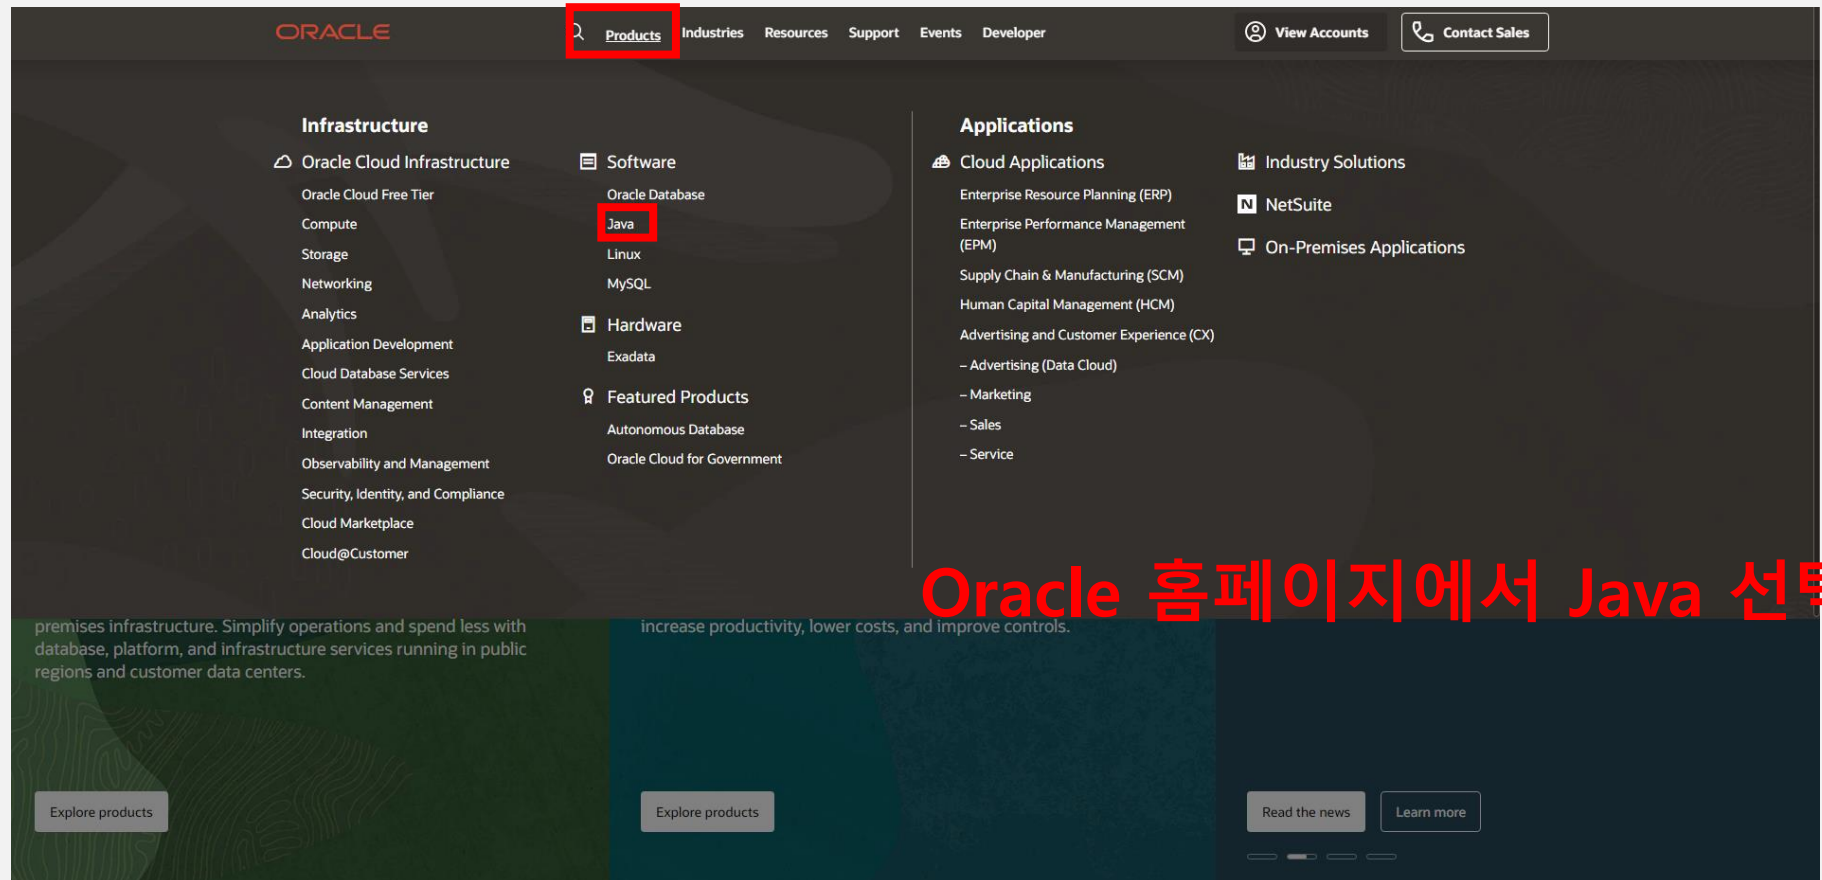 ORACLE
Products Industries Resources Support Events Developer
View Accounts
Contact Sales
Infrastructure
Oracle Cloud Infrastructure
Oracle Cloud Free Tier
Compute
Storage
Networking
Analytics
Application Development
Cloud Database Services
Content Management
Integration
Observability and Management
Security, Identity, and Compliance
Cloud Marketplace
Cloud@Customer
Software
Oracle Database
Java
Linux
MySQL
Hardware
Exadata
Featured Products
Autonomous Database
Oracle Cloud for Government
Applications
Cloud Applications
Enterprise Resource Planning (ERP)
Enterprise Performance Management
(EPM)
Supply Chain & Manufacturing (SCM)
Human Capital Management (HCM)
Advertising and Customer Experience (CX)
– Advertising (Data Cloud)
– Marketing
– Sales
– Service
Industry Solutions
N NetSuite
On-Premises Applications
Oracle 홈페이지에서 Java
premises infrastructure. Simplify operations and spend less with
database, platform, and infrastructure services running in public
regions and customer data centers.
Explore products
increase productivity, lower costs, and improve controls.
Explore products
Read the news
Learn more